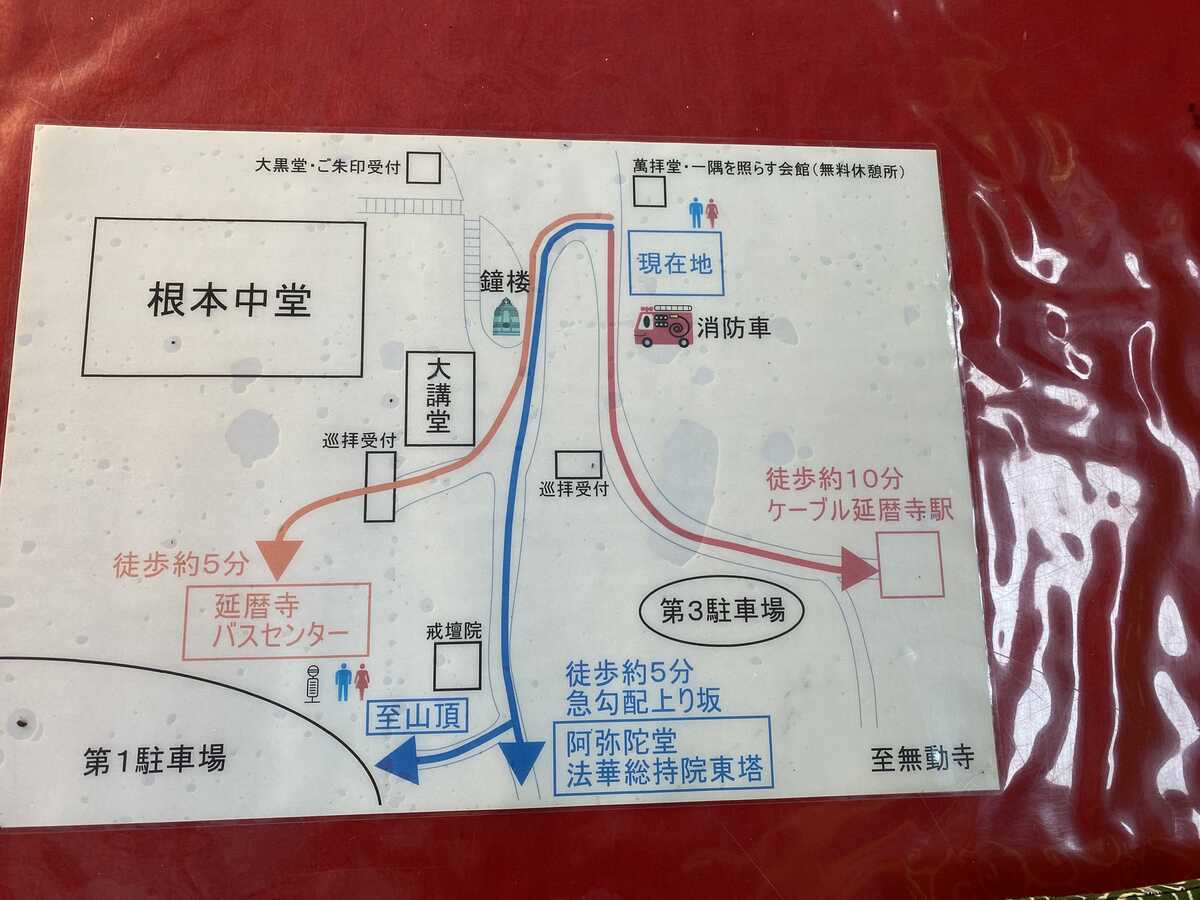 大黒堂・ご朱印受付
萬拝堂・一隅を照らす会館(無料休憩所)
現在地
根本中堂
鐘楼
消防車
大講堂
巡拝受付
巡拝受付
徒歩約10分
ケーブル延暦寺駅
徒歩約5分
延暦寺
バスセンター
第3駐車場
戒壇院
徒歩約5分
急勾配上り坂
至山頂
阿弥陀堂
法華総持院東塔
第1駐車場
至無動寺